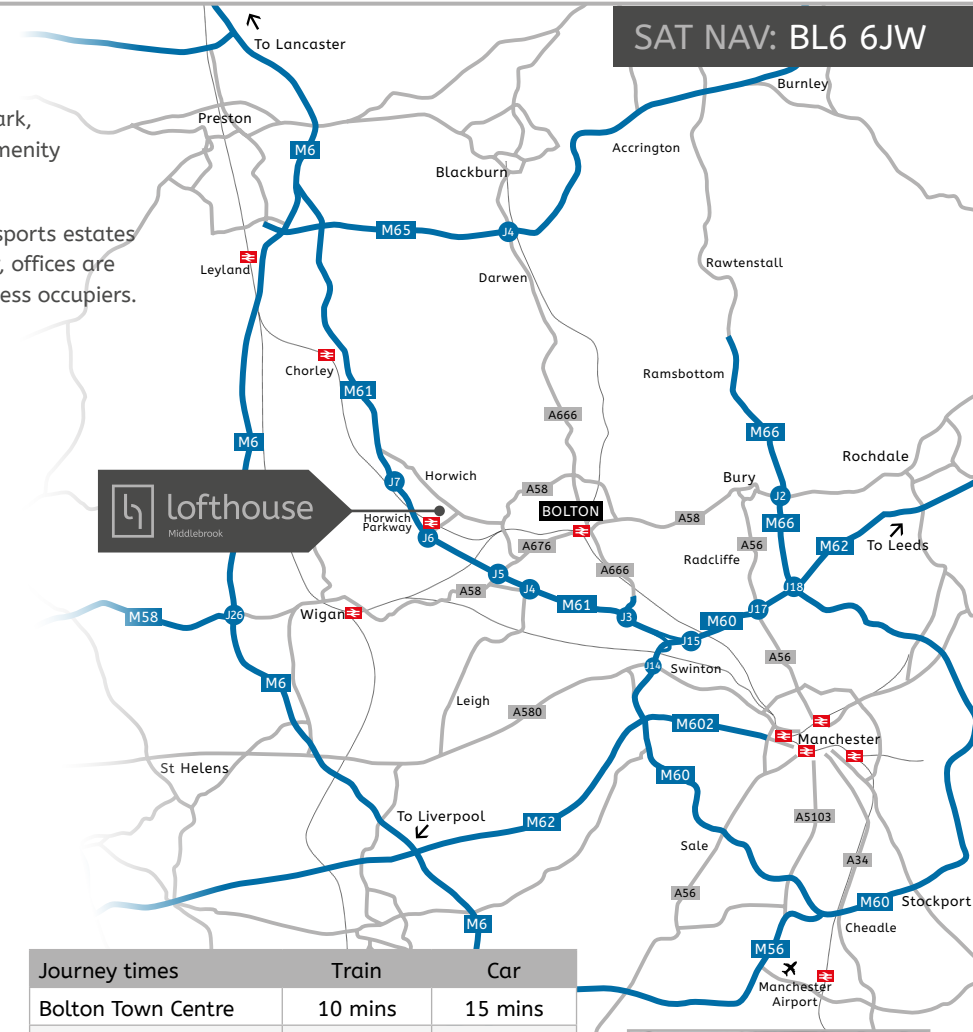 SAT NAV: BL6 6JW
To Lancaster
Burnley
ark,
Preston
menity
M6
Accrington
Blackburn
sports estates
M65
J4
, offices are
Leyland
Darwen
Rawtenstall
ess occupiers.
Chorley
Ramsbottom
M61
A666
M66
M6
Rochdale
Horwich
Bury
J7
A58
J2
lofthouse
Middlebrook
Horwich
Parkway
BOLTON
A58
M66
J6
A676
A56
M62
To Leeds
Radcliffe
J5
A666
J18
J4
A58
M61
J17
M58
J26
Wigan
J3
M60
J15
J14
Swinton
A56
M6
Leigh
A580
M602
Manchester
St Helens
M60
To Liverpool
M62
A5103
Sale
A34
A56
M60
Stockport
M6
Cheadle
M56
Manchester
Airport
Journey times Train Car
Bolton Town Centre 10 mins 15 mins